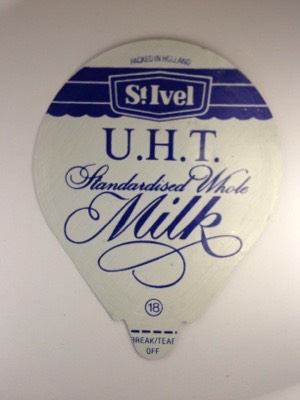 PACKED IN HOLLAND
St.Ivel
U.H.T.
Standardised Whole
Milk
18
BREAK/TEAR
OFF